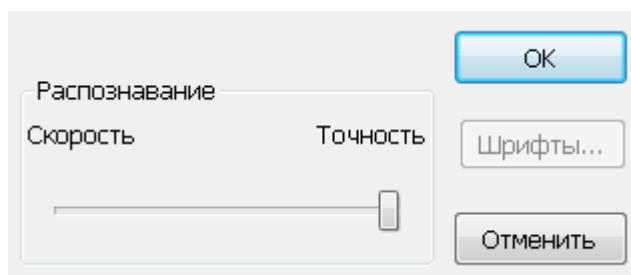 OK
Распознавание
Скорость Точность
Шрифты...
Отменить